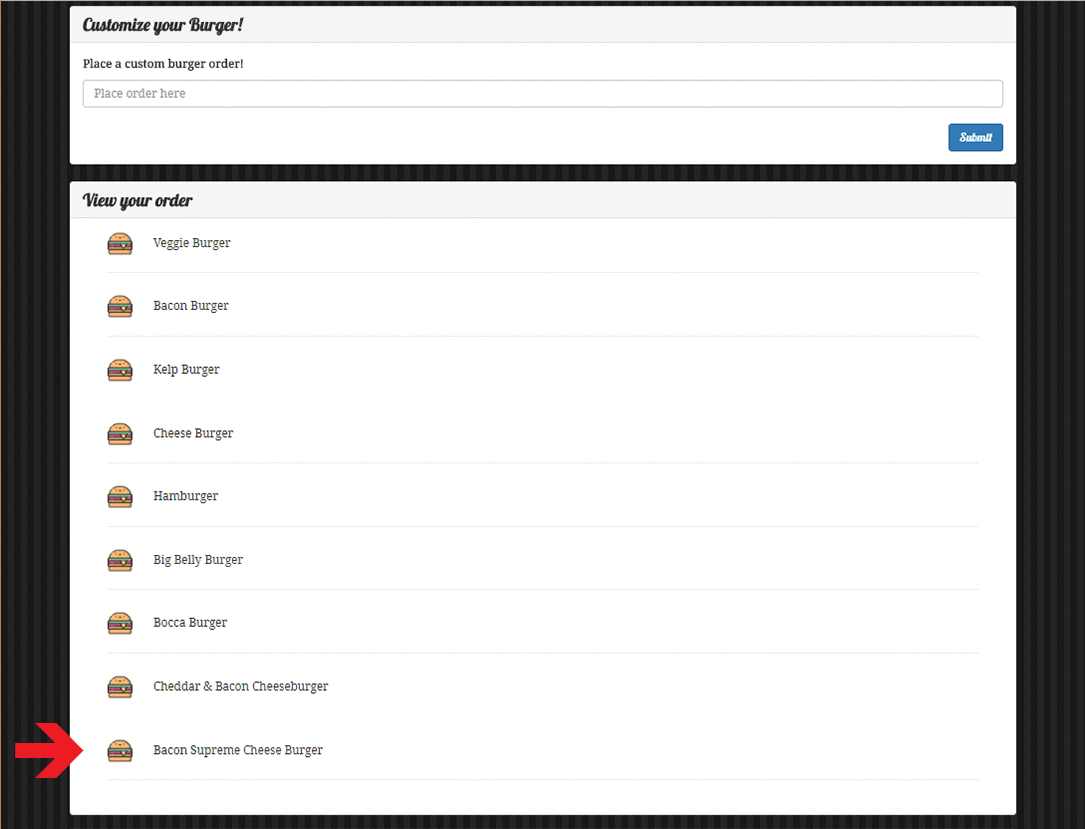 Customize your Burger!
Place a custom burger order!
Place order here
Submit
View your order
Veggie Burger
Bacon Burger
Kelp Burger
Cheese Burger
Hamburger
Big Belly Burger
Bocca Burger
Cheddar & Bacon Cheeseburger
Bacon Supreme Cheese Burger